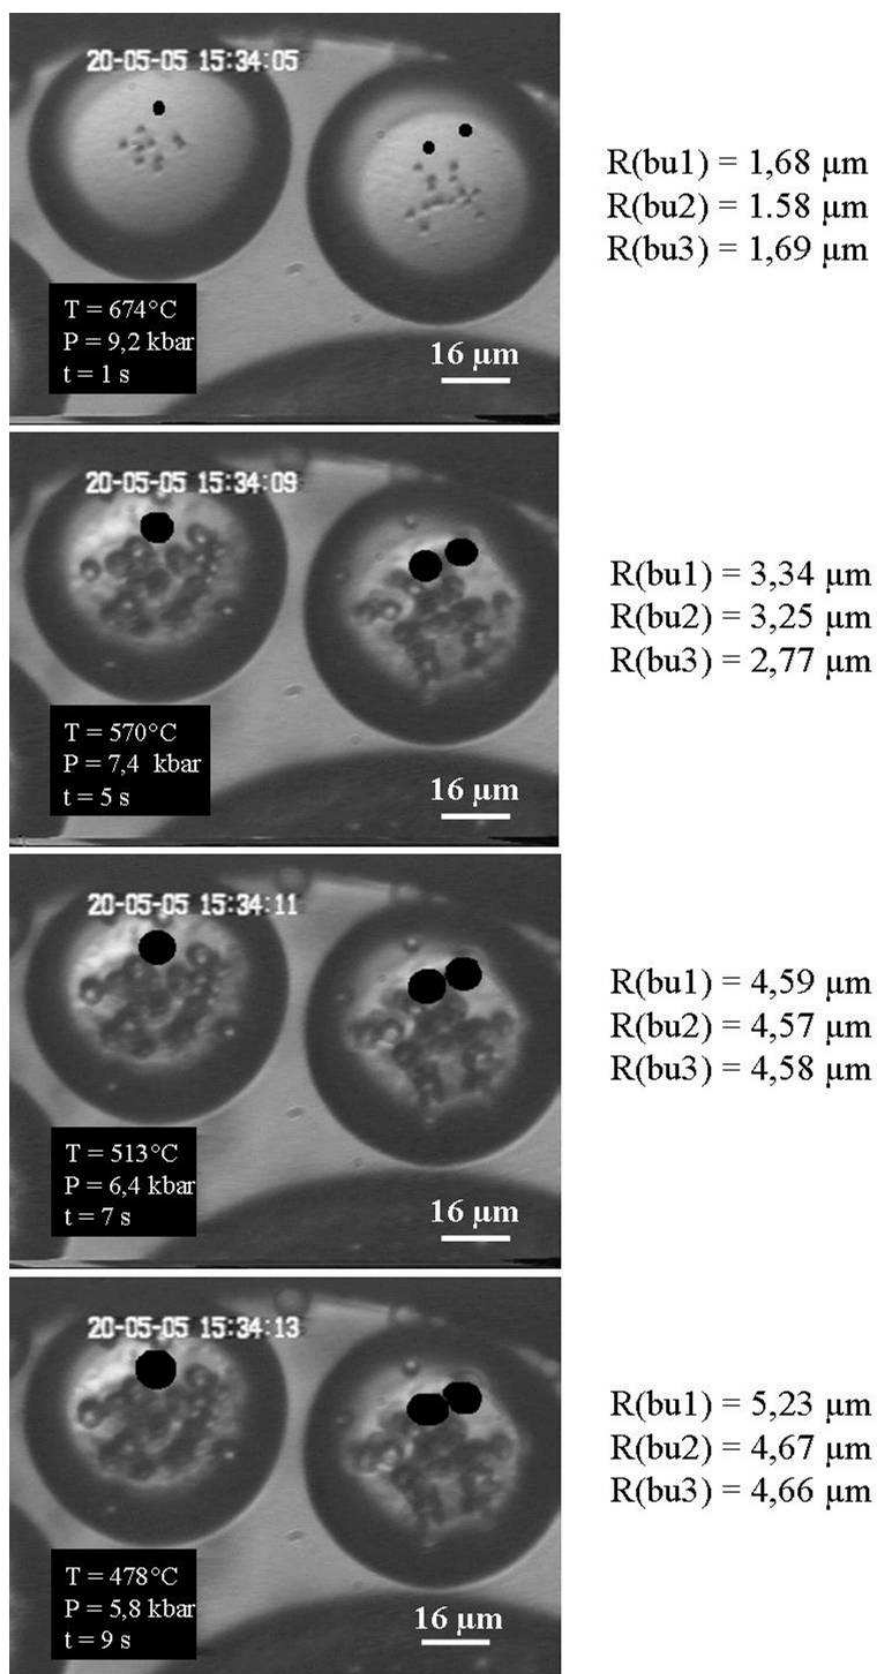 20-05-05 15:34:05
T = 674°C
P = 9,2 kbar
t = 1 s
16 µm
R(bu1) = 1,68 µm
R(bu2) = 1.58 µm
R(bu3) = 1,69 µm
20-05-05 15:34:09
T = 570°C
P = 7,4 kbar
t = 5 s
16 µm
R(bu1) = 3,34 µm
R(bu2) = 3,25 µm
R(bu3) = 2,77 µm
20-05-05 15:34:11
T = 513°C
P = 6,4 kbar
t = 7 s
16 µm
R(bu1) = 4,59 µm
R(bu2) = 4,57 µm
R(bu3) = 4,58 µm
20-05-05 15:34:13
T = 478°C
P = 5,8 kbar
t = 9 s
16 µm
R(bu1) = 5,23 µm
R(bu2) = 4,67 µm
R(bu3) = 4,66 µm